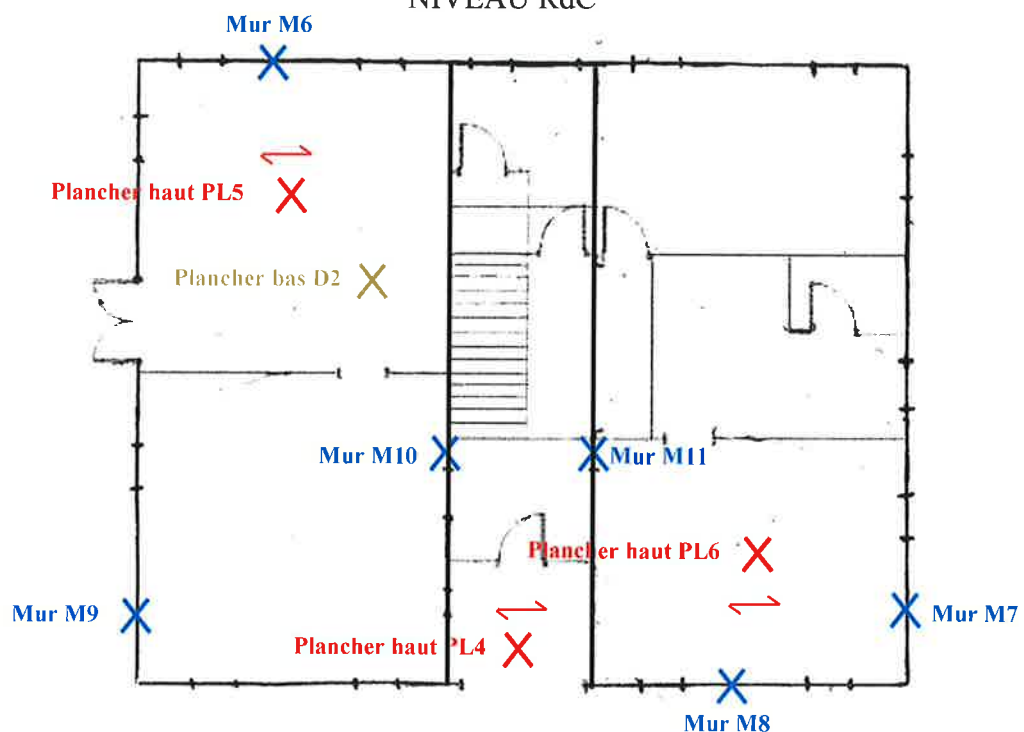 NIVEAU RdC
Mur M6
Plancher haut PL5
Plancher bas D2
Mur M10
Mur M11
Plancher haut PL6
Mur M9
Mur M7
Plancher haut PL4
Mur M8